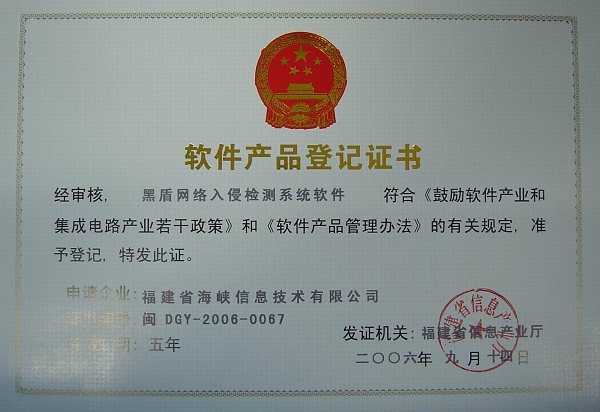 软件产品登记证书
经审核， 黑盾网络入侵检测系统软件 符合《鼓励软件产业和
集成电路产业若干政策》和《软件产品管理办法》的有关规定，准
予登记，特发此证。
申请企业：福建省海峡信息技术有限公司
证书编号：闽 DGY-2006-0067
有效期：五年
发证机关：福建省信息产业厅
二〇〇六年 九 月 十四日
福建省信息产业厅